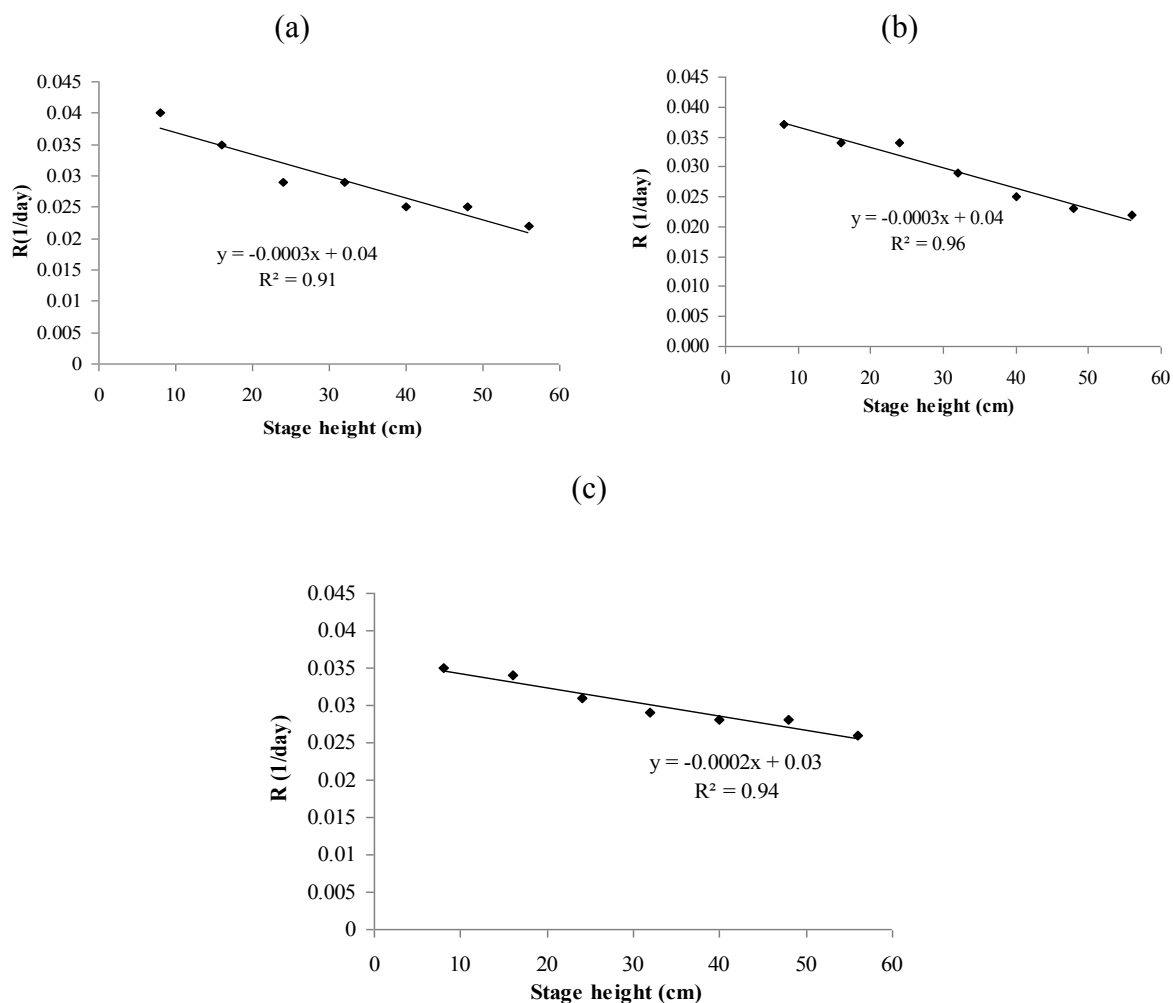 (a)
0.045
0.04
0.035
0.03
0.025
0.02
0.015
0.01
0.005
0
R(1/day)
y = -0.0003x + 0.04
R² = 0.91
0 10 20 30 40 50 60
Stage height (cm)
(b)
0.045
0.040
0.035
0.030
0.025
0.020
0.015
0.010
0.005
0.000
R (1/day)
y = -0.0003x + 0.04
R² = 0.96
0 10 20 30 40 50 60
Stage height (cm)
(c)
0.045
0.04
0.035
0.03
0.025
0.02
0.015
0.01
0.005
0
R (1/day)
y = -0.0002x + 0.03
R² = 0.94
0 10 20 30 40 50 60
Stage height (cm)